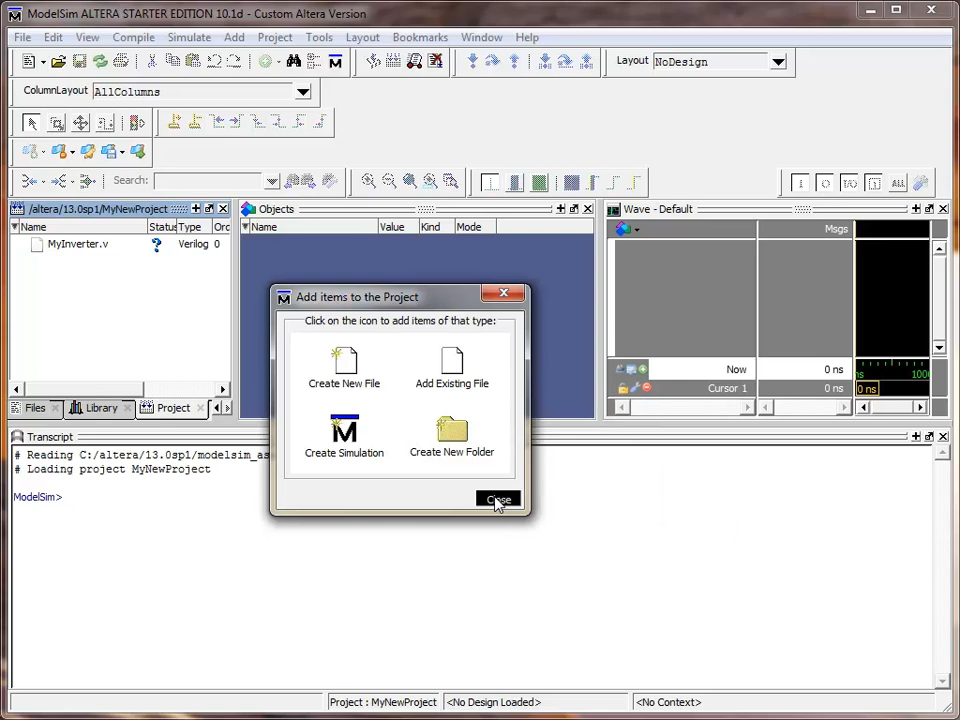 ModelSim ALTERA STARTER EDITION 10.1d - Custom Altera Version
File Edit View Compile Simulate Add Project Tools Layout Bookmarks Window Help
Layout NoDesign
ColumnLayout AllColumns
Search:
/altera/13.0sp1/MyNewProject
Name Status Type Orc
MyInverter.v ? Verilog 0
Files Library Project
Objects
Name Value Kind Mode
Wave - Default
Msgs
Now 0 ns
Cursor 1 0 ns
ns 1000
0 ns
Add items to the Project
Click on the icon to add items of that type:
Create New File Add Existing File
Create Simulation Create New Folder
Close
Transcript
# Reading C:/altera/13.0sp1/modelsim_as
# Loading project MyNewProject
ModelSim>
Project : MyNewProject <No Design Loaded> <No Context>